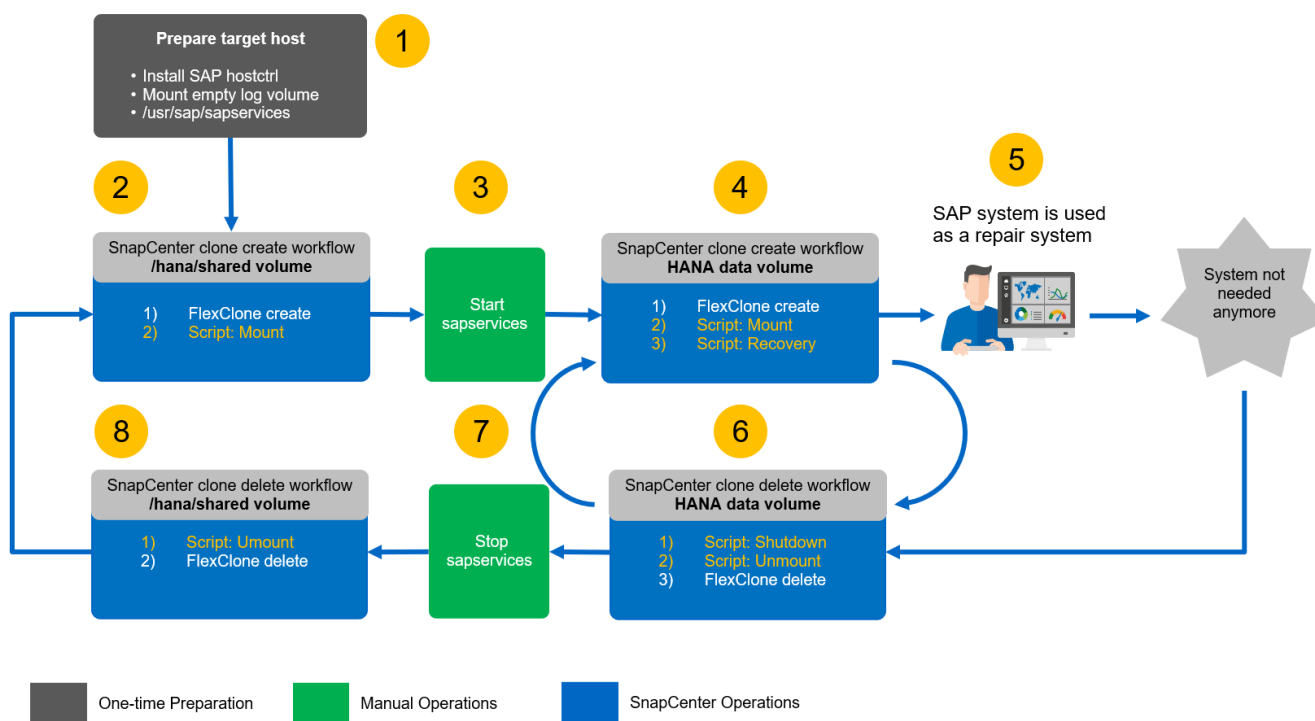 Prepare target host
• Install SAP hostctrl
• Mount empty log volume
• /usr/sap/sapservices
1
2
SnapCenter clone create workflow
/hana/shared volume
1) FlexClone create
2) Script: Mount
3
Start
sapservices
4
SnapCenter clone create workflow
HANA data volume
1) FlexClone create
2) Script: Mount
3) Script: Recovery
5
SAP system is used
as a repair system
System not
needed
anymore
8
SnapCenter clone delete workflow
/hana/shared volume
1) Script: Umount
2) FlexClone delete
7
Stop
sapservices
6
SnapCenter clone delete workflow
HANA data volume
1) Script: Shutdown
2) Script: Unmount
3) FlexClone delete
One-time Preparation
Manual Operations
SnapCenter Operations